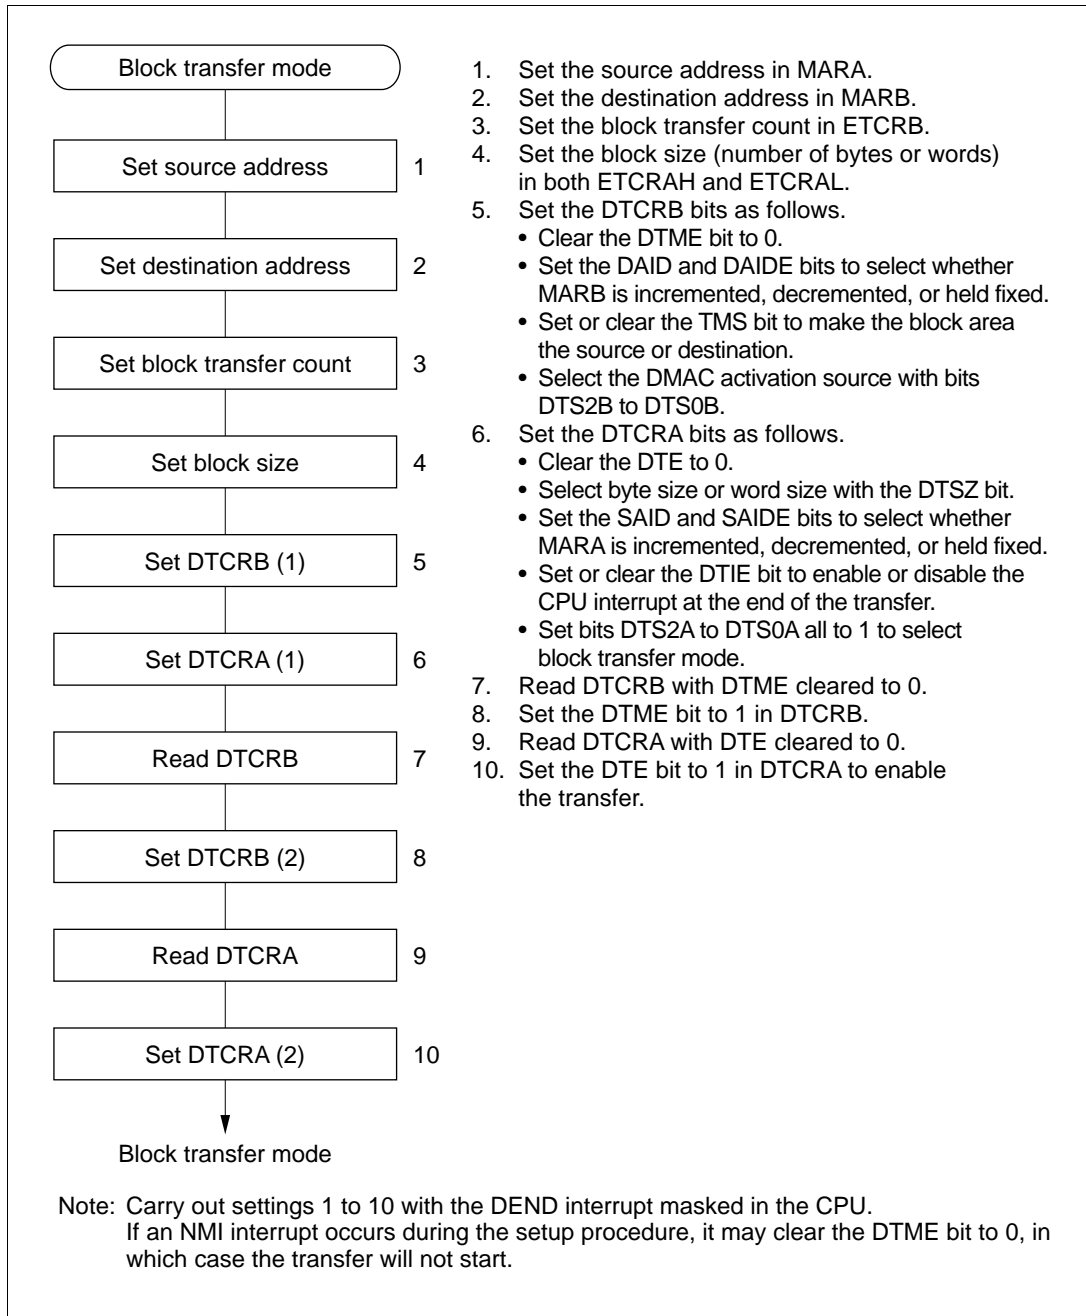 Block transfer mode
Set source address 1
Set destination address 2
Set block transfer count 3
Set block size 4
Set DTCRB (1) 5
Set DTCRA (1) 6
Read DTCRB 7
Set DTCRB (2) 8
Read DTCRA 9
Set DTCRA (2) 10
Block transfer mode
1. Set the source address in MARA.
2. Set the destination address in MARB.
3. Set the block transfer count in ETCRB.
4. Set the block size (number of bytes or words)
in both ETCRAH and ETCRAL.
5. Set the DTCRB bits as follows.
• Clear the DTME bit to 0.
• Set the DAID and DAIDE bits to select whether
MARB is incremented, decremented, or held fixed.
• Set or clear the TMS bit to make the block area
the source or destination.
• Select the DMAC activation source with bits
DTS2B to DTS0B.
6. Set the DTCRA bits as follows.
• Clear the DTE to 0.
• Select byte size or word size with the DTSZ bit.
• Set the SAID and SAIDE bits to select whether
MARA is incremented, decremented, or held fixed.
• Set or clear the DTIE bit to enable or disable the
CPU interrupt at the end of the transfer.
• Set bits DTS2A to DTS0A all to 1 to select
block transfer mode.
7. Read DTCRB with DTME cleared to 0.
8. Set the DTME bit to 1 in DTCRB.
9. Read DTCRA with DTE cleared to 0.
10. Set the DTE bit to 1 in DTCRA to enable
the transfer.
Note: Carry out settings 1 to 10 with the DEND interrupt masked in the CPU.
If an NMI interrupt occurs during the setup procedure, it may clear the DTME bit to 0, in
which case the transfer will not start.